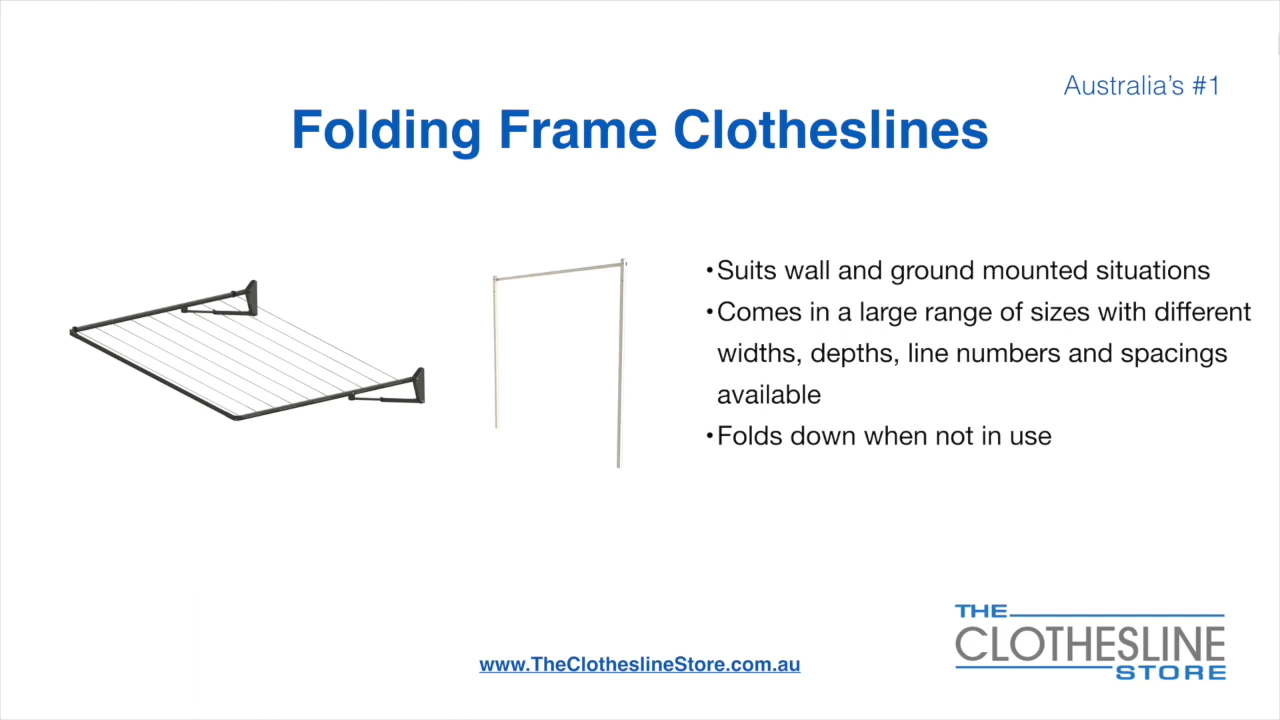 Australia's #1
Folding Frame Clotheslines
•Suits wall and ground mounted situations
•Comes in a large range of sizes with different
widths, depths, line numbers and spacings
available
•Folds down when not in use
www.TheClotheslineStore.com.au
THE
CLOTHESLINE
STORE